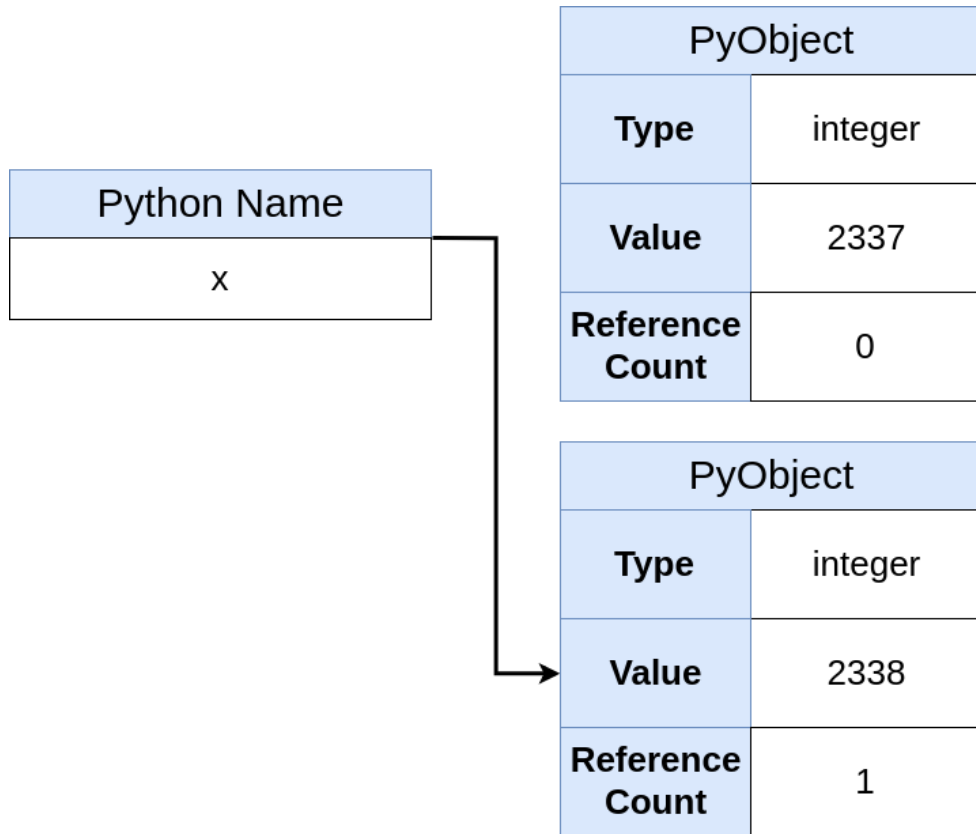 Python Name
x
PyObject
Type
integer
Value
2337
Reference
Count
0
PyObject
Type
integer
Value
2338
Reference
Count
1